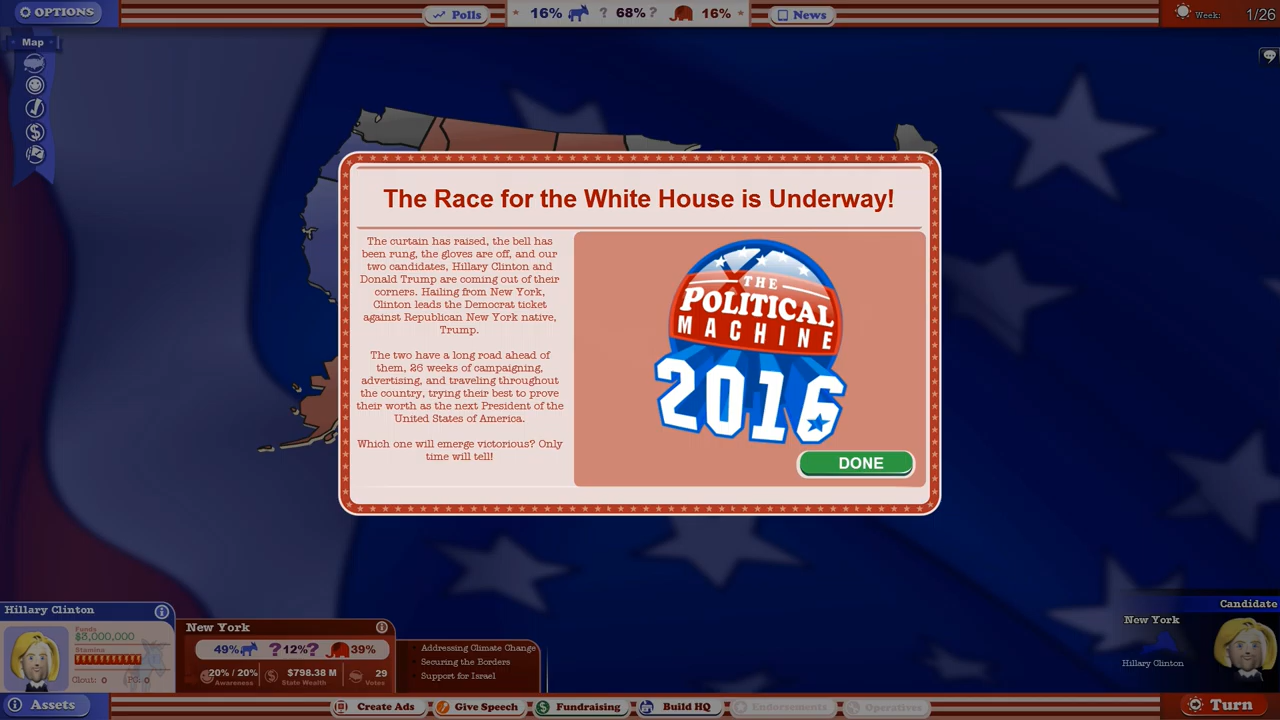 OPTIONS
Polls
16%
? 68% ?
16%
News
Week: 1/26
Map
The Race for the White House is Underway!
The curtain has raised, the bell has
been rung, the gloves are off, and our
two candidates, Hillary Clinton and
Donald Trump are coming out of their
corners. Hailing from New York,
Clinton leads the Democrat ticket
against Republican New York native,
Trump.
The two have a long road ahead of
them, 26 weeks of campaigning,
advertising, and traveling throughout
the country, trying their best to prove
their worth as the next President of the
United States of America.
Which one will emerge victorious? Only
time will tell!
THE
POLITICAL
MACHINE
2016
DONE
Hillary Clinton
Funds
$3,000,000
Stamina
Clout: 0
PC: 0
New York
49%
?12%?
39%
20% / 20%
Awareness
$798.38 M
State Wealth
29
Votes
Addressing Climate Change
Securing the Borders
Support for Israel
Candidate
New York
Hillary Clinton
Assets
Create Ads
Give Speech
Fundraising
Build HQ
Endorsements
Operatives
Turn